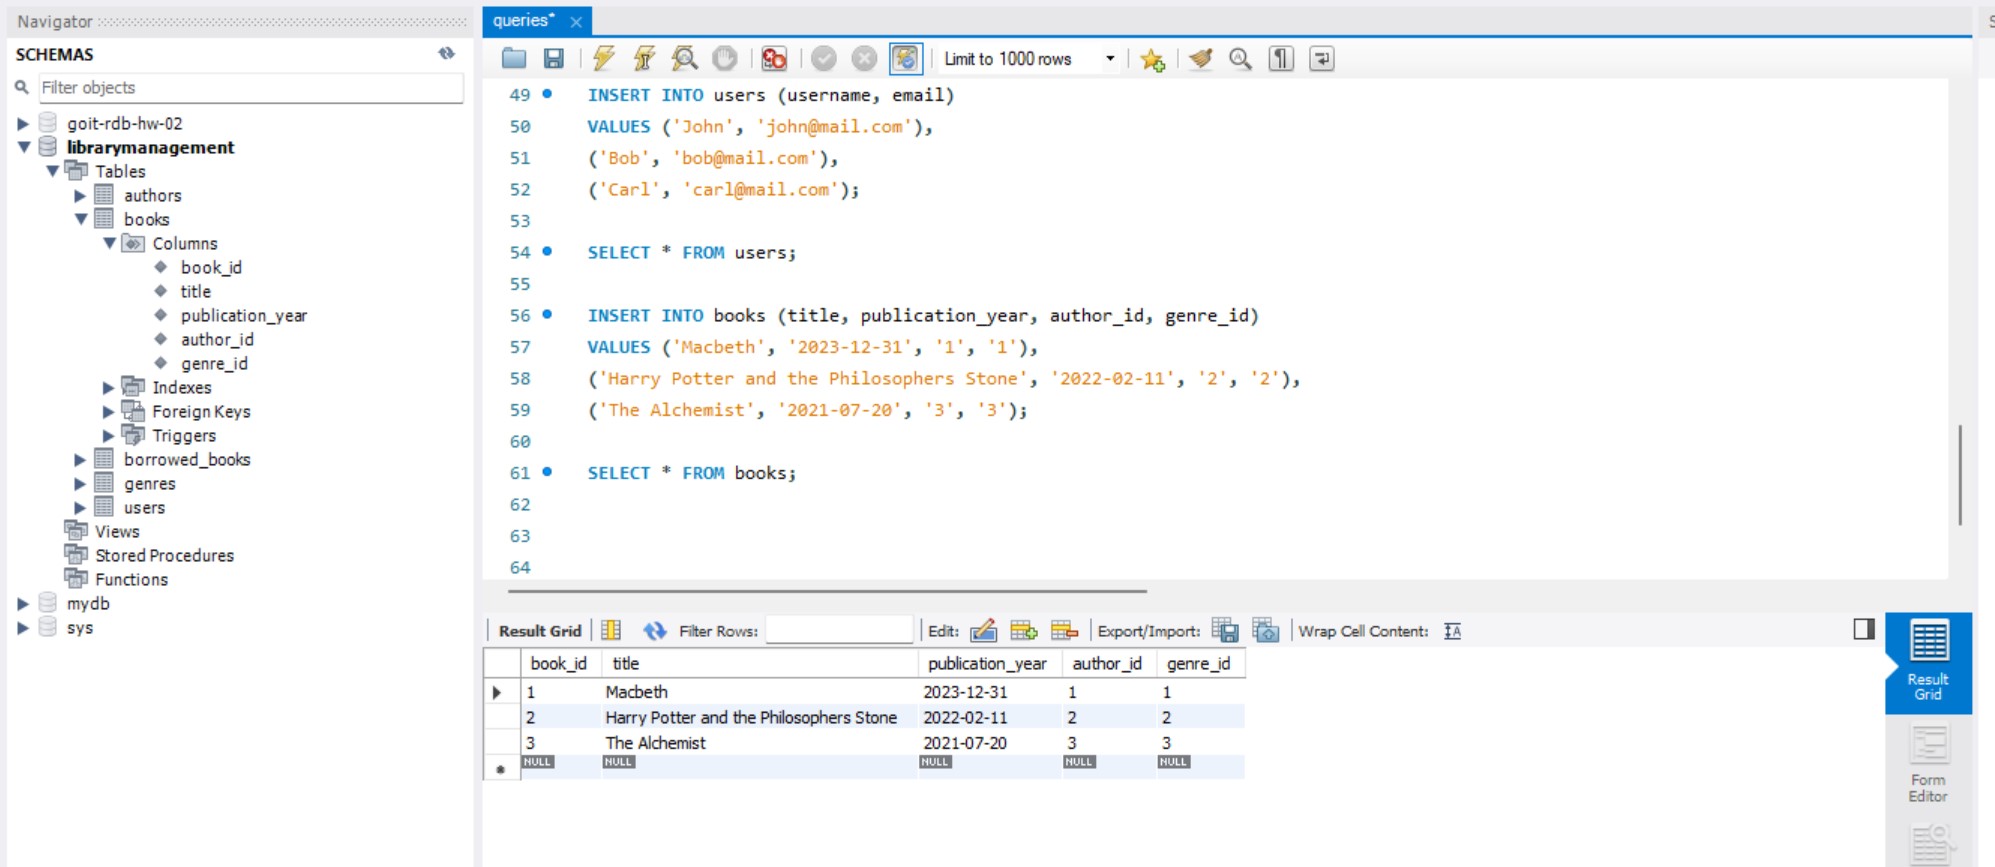 Navigator
SCHEMAS
Filter objects
goit-rdb-hw-02
librarymanagement
Tables
authors
books
Columns
book_id
title
publication_year
author_id
genre_id
Indexes
Foreign Keys
Triggers
borrowed_books
genres
users
Views
Stored Procedures
Functions
mydb
sys
queries*
Limit to 1000 rows
49 INSERT INTO users (username, email)
50 VALUES ('John', 'john@mail.com'),
51 ('Bob', 'bob@mail.com'),
52 ('Carl', 'carl@mail.com');
53
54 SELECT * FROM users;
55
56 INSERT INTO books (title, publication_year, author_id, genre_id)
57 VALUES ('Macbeth', '2023-12-31', '1', '1'),
58 ('Harry Potter and the Philosophers Stone', '2022-02-11', '2', '2'),
59 ('The Alchemist', '2021-07-20', '3', '3');
60
61 SELECT * FROM books;
62
63
64
Result Grid Filter Rows: Edit: Export/Import: Wrap Cell Content:
book_id title publication_year author_id genre_id
1 Macbeth 2023-12-31 1 1
2 Harry Potter and the Philosophers Stone 2022-02-11 2 2
3 The Alchemist 2021-07-20 3 3
NULL NULL NULL NULL NULL
Result
Grid
Form
Editor